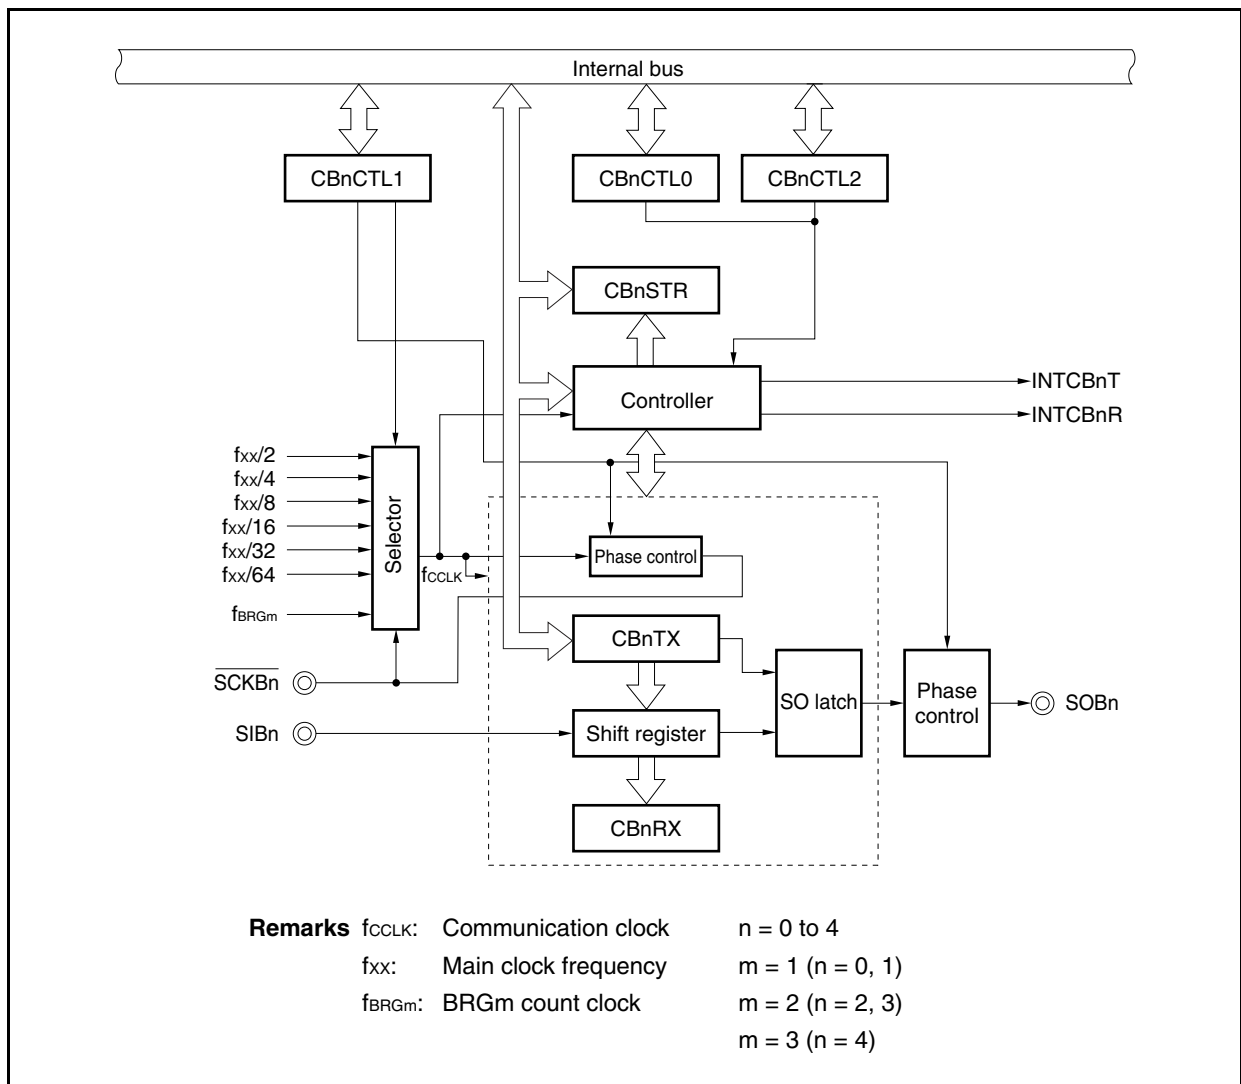 Internal bus
CBnCTL1
CBnCTL0
CBnCTL2
CBnSTR
Controller
INTCBnT
INTCBnR
fxx/2
fxx/4
fxx/8
fxx/16
fxx/32
fxx/64
fBRGm
Selector
fCCLK
Phase control
SCKBn
SIBn
CBnTX
Shift register
CBnRX
SO latch
Phase
control
SOBn
Remarks fCCLK: Communication clock n = 0 to 4
fxx: Main clock frequency m = 1 (n = 0, 1)
fBRGm: BRGm count clock m = 2 (n = 2, 3)
m = 3 (n = 4)